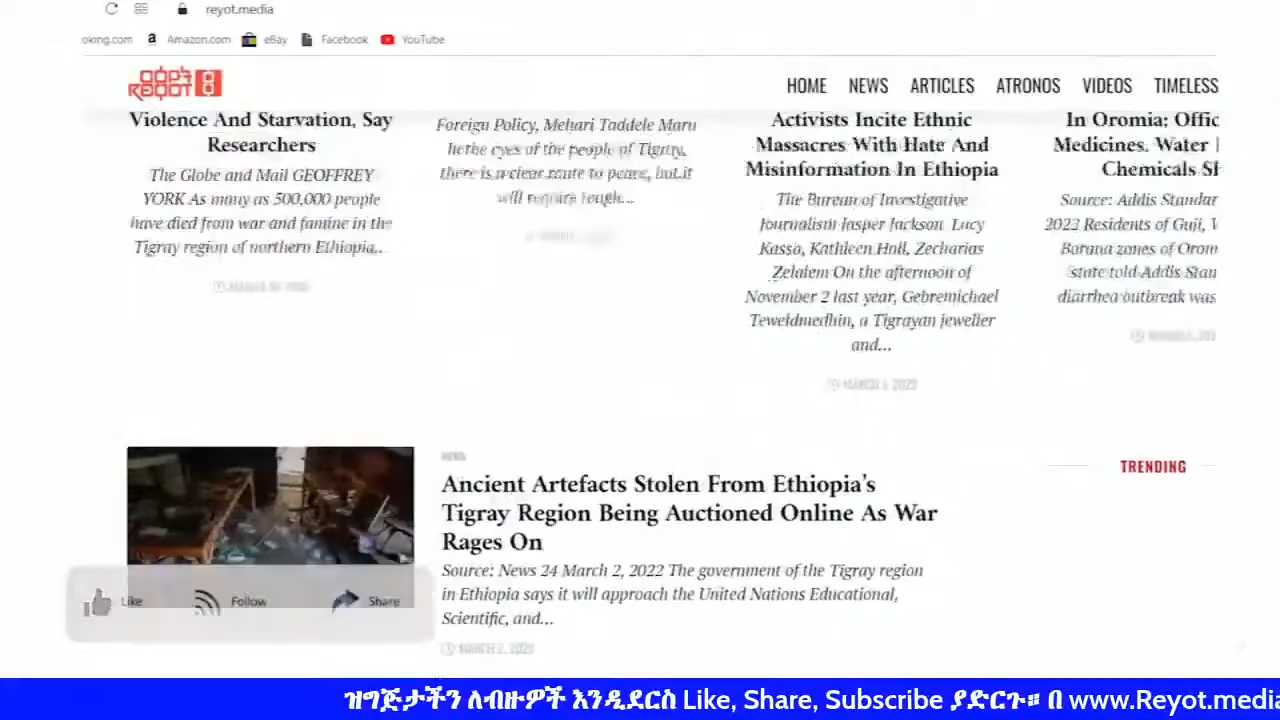 reyot.media
oking.com
Amazon.com
eBay
Facebook
YouTube
REYOT
HOME NEWS ARTICLES ATRONOS VIDEOS TIMELESS
Violence And Starvation, Say
Researchers
The Globe and Mail GEOFFREY
YORK As many as 500,000 people
have died from war and famine in the
Tigray region of northern Ethiopia...
Foreign Policy, Mehari Taddele Maru
In the eyes of the people of Tigray,
there is a clear route to peace, but it
will require tough...
Activists Incite Ethnic
Massacres With Hate And
Misinformation In Ethiopia
The Bureau of Investigative
Journalism Jasper Jackson, Lucy
Kassa, Kathleen Hall, Zecharias
Zelalem On the afternoon of
November 2 last year, Gebremichael
Teweldmedhin, a Tigrayan jeweller
and...
MARCH 3, 2022
In Oromia; Offic
Medicines, Water
Chemicals Sh
Source: Addis Standar
2022 Residents of Guji, W
Borana zones of Orom
state told Addis Stan
diarrhea outbreak was
NEWS
Ancient Artefacts Stolen From Ethiopia's
Tigray Region Being Auctioned Online As War
Rages On
Source: News 24 March 2, 2022 The government of the Tigray region
in Ethiopia says it will approach the United Nations Educational,
Scientific, and...
MARCH 2, 2022
TRENDING
Like
Follow
Share
ዝግጅታችን ለብዙዎች እንዲደርስ Like, Share, Subscribe ያድርጉ። በ www.Reyot.media